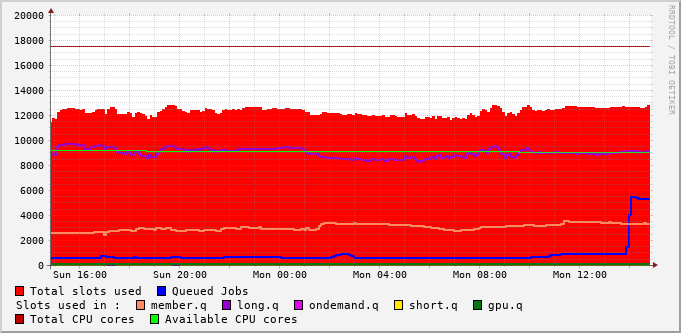 20000
18000
16000
14000
12000
10000
8000
6000
4000
2000
0
Sun 16:00 Sun 20:00 Mon 00:00 Mon 04:00 Mon 08:00 Mon 12:00
Total slots used Queued Jobs
Slots used in : member.q long.q ondemand.q short.q gpu.q
Total CPU cores Available CPU cores
RRDTOOL / TOBI OETIKER